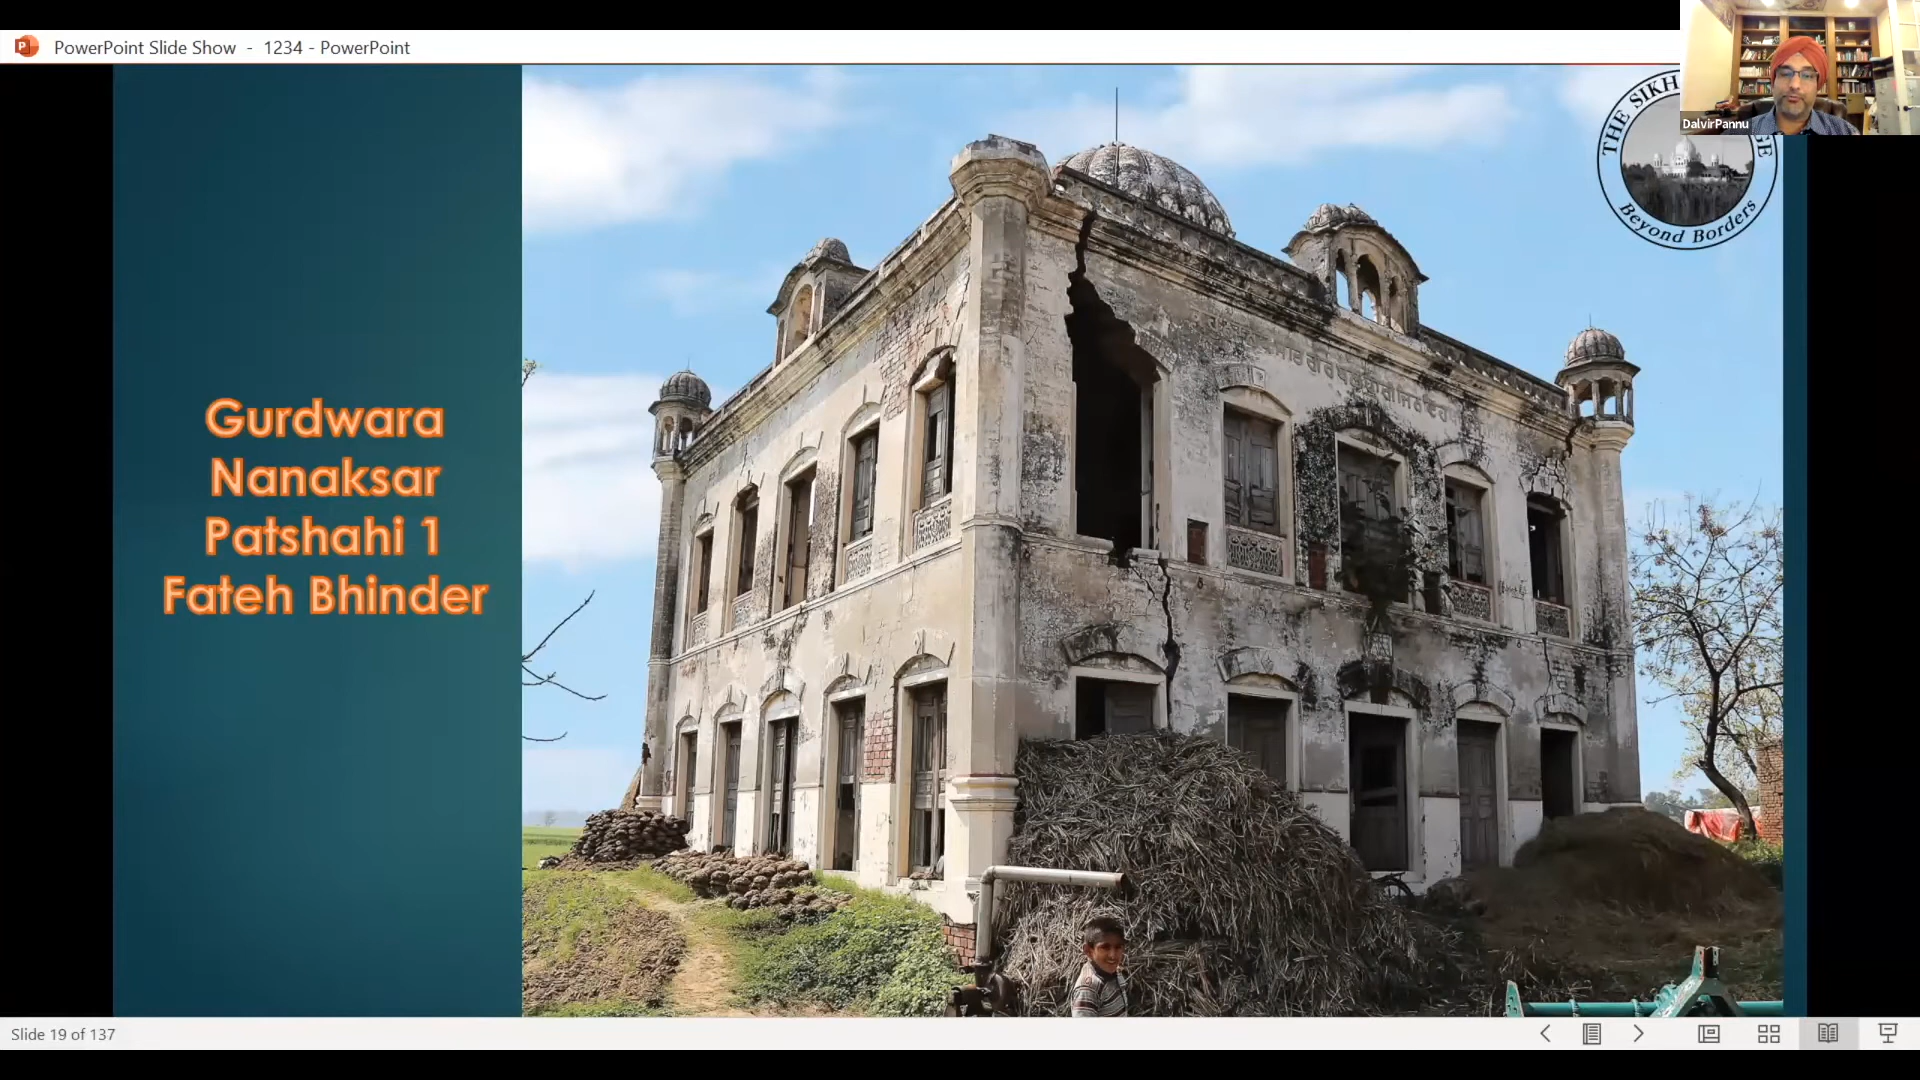 PowerPoint Slide Show - 1234 - PowerPoint
DalvirPannu
THE SIKH
Beyond Borders
Gurdwara
Nanaksar
Patshahi 1
Fateh Bhinder
Slide 19 of 137